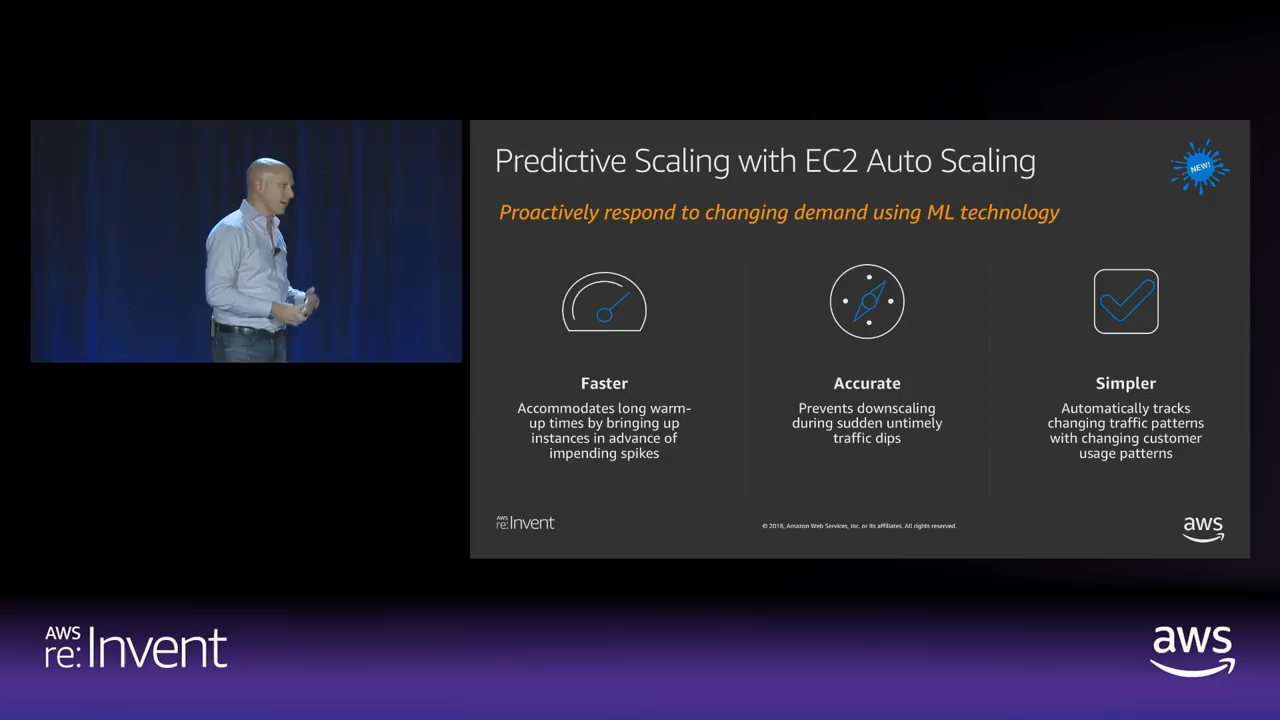 Predictive Scaling with EC2 Auto Scaling
NEW!
Proactively respond to changing demand using ML technology
Faster
Accommodates long warm-
up times by bringing up
instances in advance of
impending spikes
Accurate
Prevents downscaling
during sudden untimely
traffic dips
Simpler
Automatically tracks
changing traffic patterns
with changing customer
usage patterns
AWS
re:Invent
© 2018, Amazon Web Services, Inc. or its affiliates. All rights reserved.
aws
AWS
re:Invent
aws